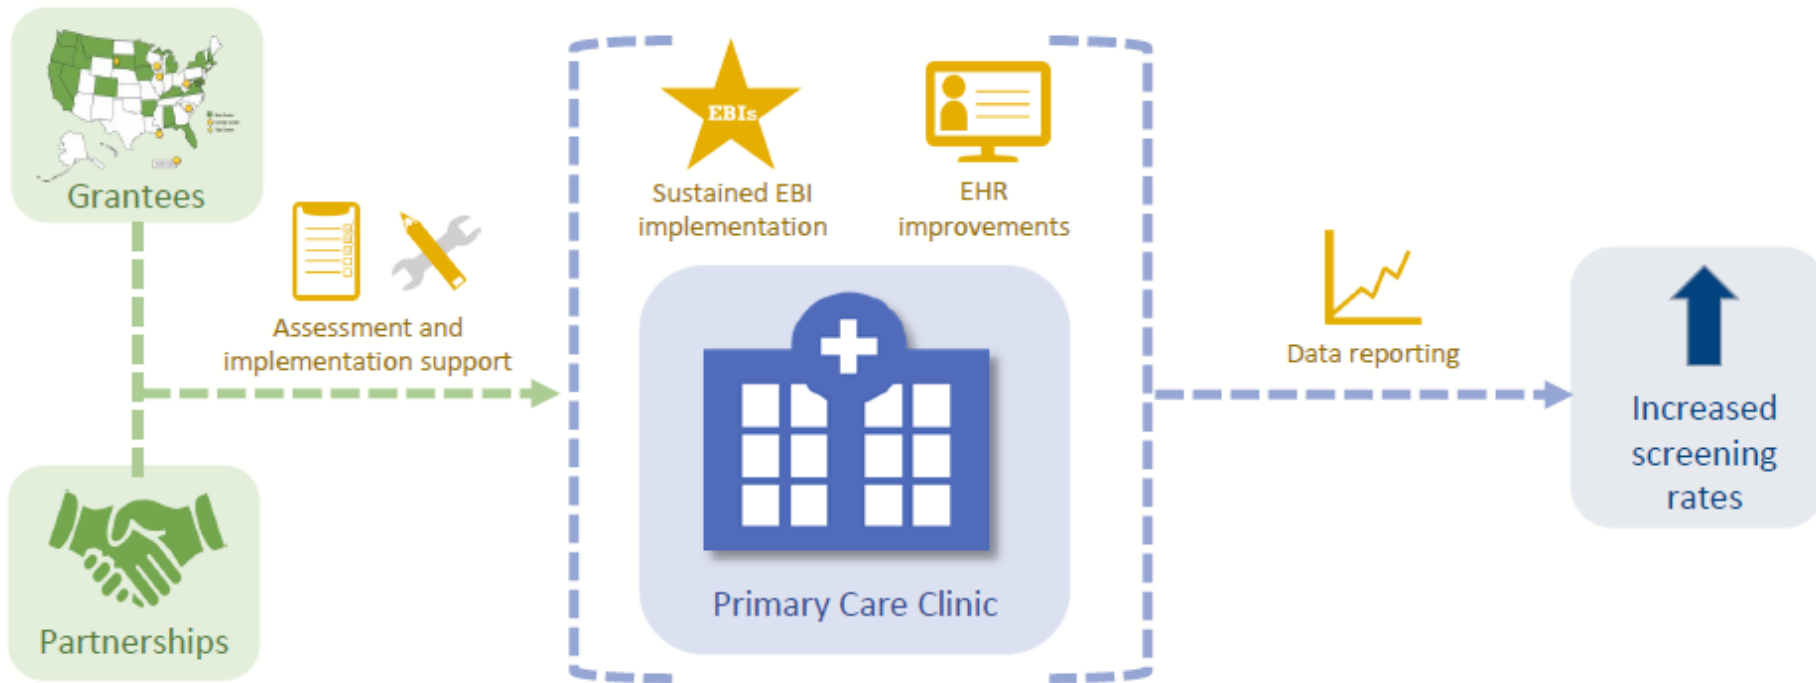 Grantees
Assessment and
implementation support
Partnerships
EBIs
Sustained EBI
implementation
EHR
improvements
Primary Care Clinic
Data reporting
Increased
screening
rates